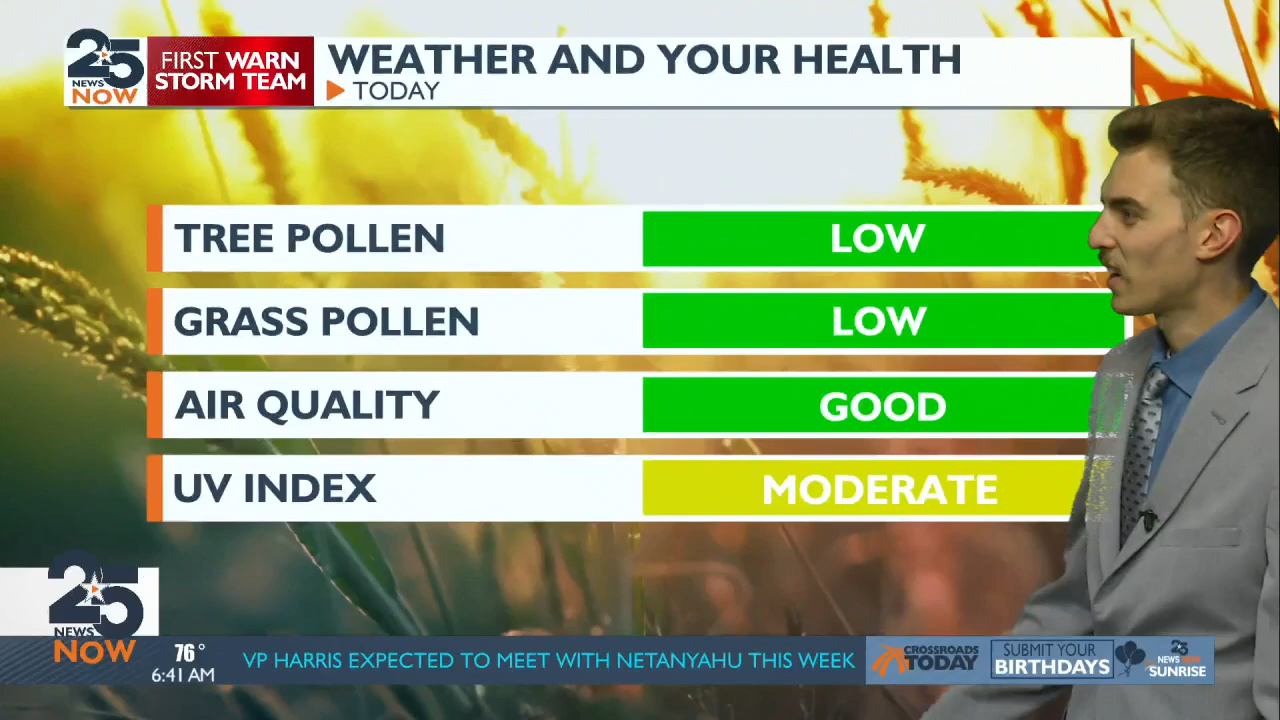 25
NEWS
NOW
FIRST WARN
STORM TEAM
WEATHER AND YOUR HEALTH
TODAY
TREE POLLEN LOW
GRASS POLLEN LOW
AIR QUALITY GOOD
UV INDEX MODERATE
25
NEWS
NOW
76°
6:41 AM
VP HARRIS EXPECTED TO MEET WITH NETANYAHU THIS WEEK
CROSSROADS
TODAY
SUBMIT YOUR
BIRTHDAYS
25
NEWS NOW
SUNRISE